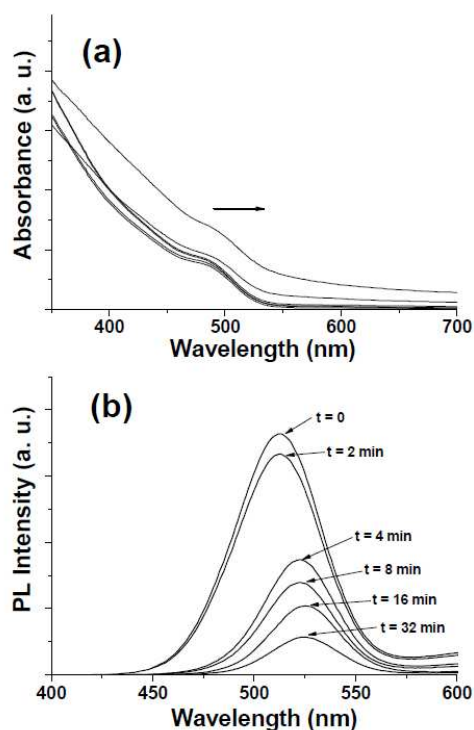 (a)
Absorbance (a. u.)
400
500
600
700
Wavelength (nm)
(b)
PL Intensity (a. u.)
t = 0
t = 2 min
t = 4 min
t = 8 min
t = 16 min
t = 32 min
400
450
500
550
600
Wavelength (nm)